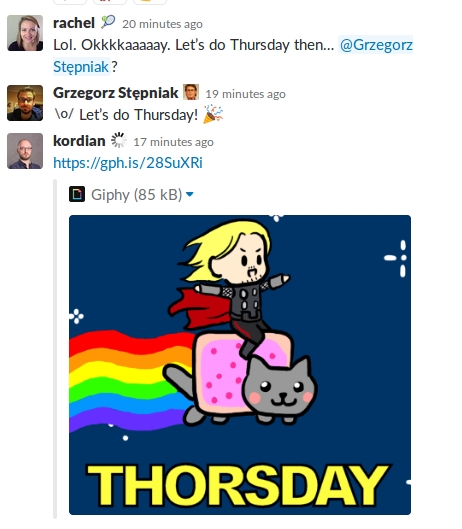 rachel 20 minutes ago
Lol. Okkkkaaaaay. Let's do Thursday then... @Grzegorz
Stępniak?
Grzegorz Stępniak 19 minutes ago
\o/ Let's do Thursday!
kordian 17 minutes ago
https://gph.is/28SuXRi
Giphy (85 kB)
THORSDAY